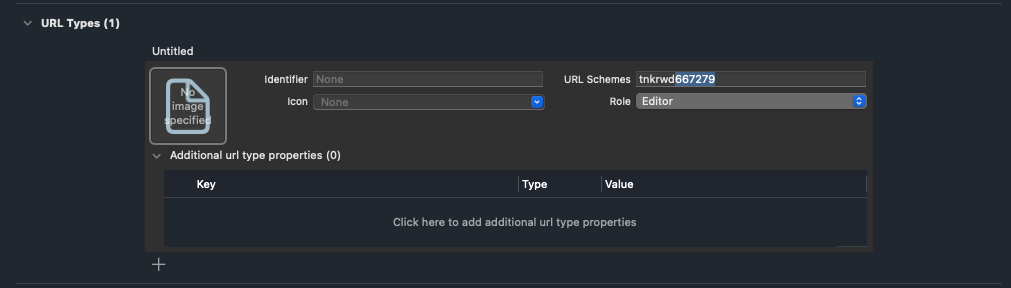 URL Types (1)
Untitled
No image specified
Identifier None
URL Schemes tnkrwd667279
Icon None
Role Editor
Additional url type properties (0)
Key Type Value
Click here to add additional url type properties